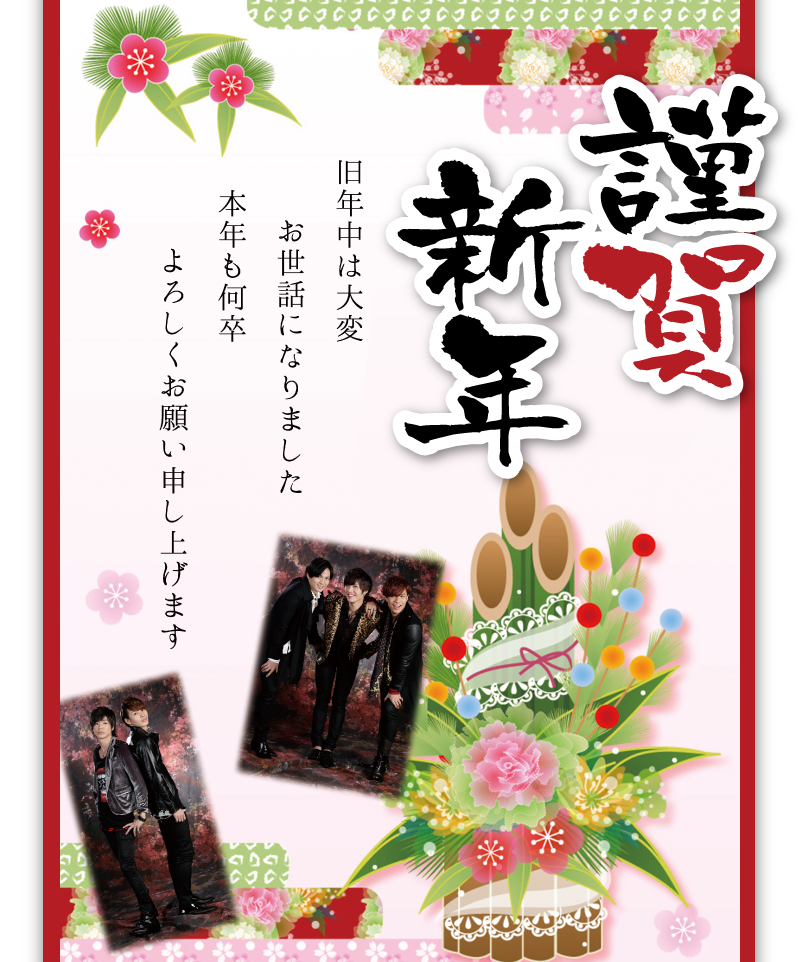 謹賀
新年
旧年中は大変
お世話になりました
本年も何卒
よろしくお願い申し上げます